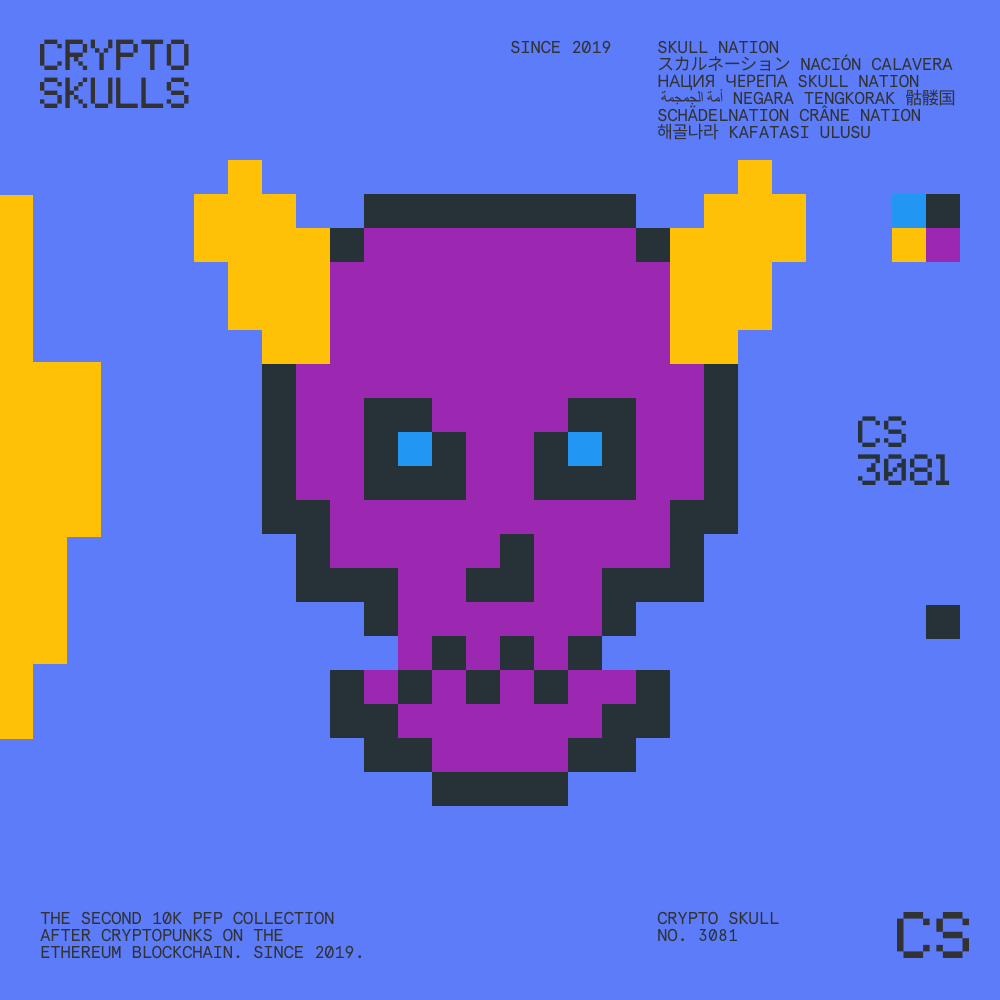 CRYPTO
SKULLS
SINCE 2019
SKULL NATION
スカルネーション NACIÓN CALAVERA
НАЦИЯ ЧЕРЕПА SKULL NATION
أمة الجمجمة NEGARA TENGKORAK 骷髅国
SCHÄDELNATION CRÂNE NATION
해골나라 KAFATASI ULUSU
CS
3081
THE SECOND 10K PFP COLLECTION
AFTER CRYPTOPUNKS ON THE
ETHEREUM BLOCKCHAIN. SINCE 2019.
CRYPTO SKULL
NO. 3081
CS